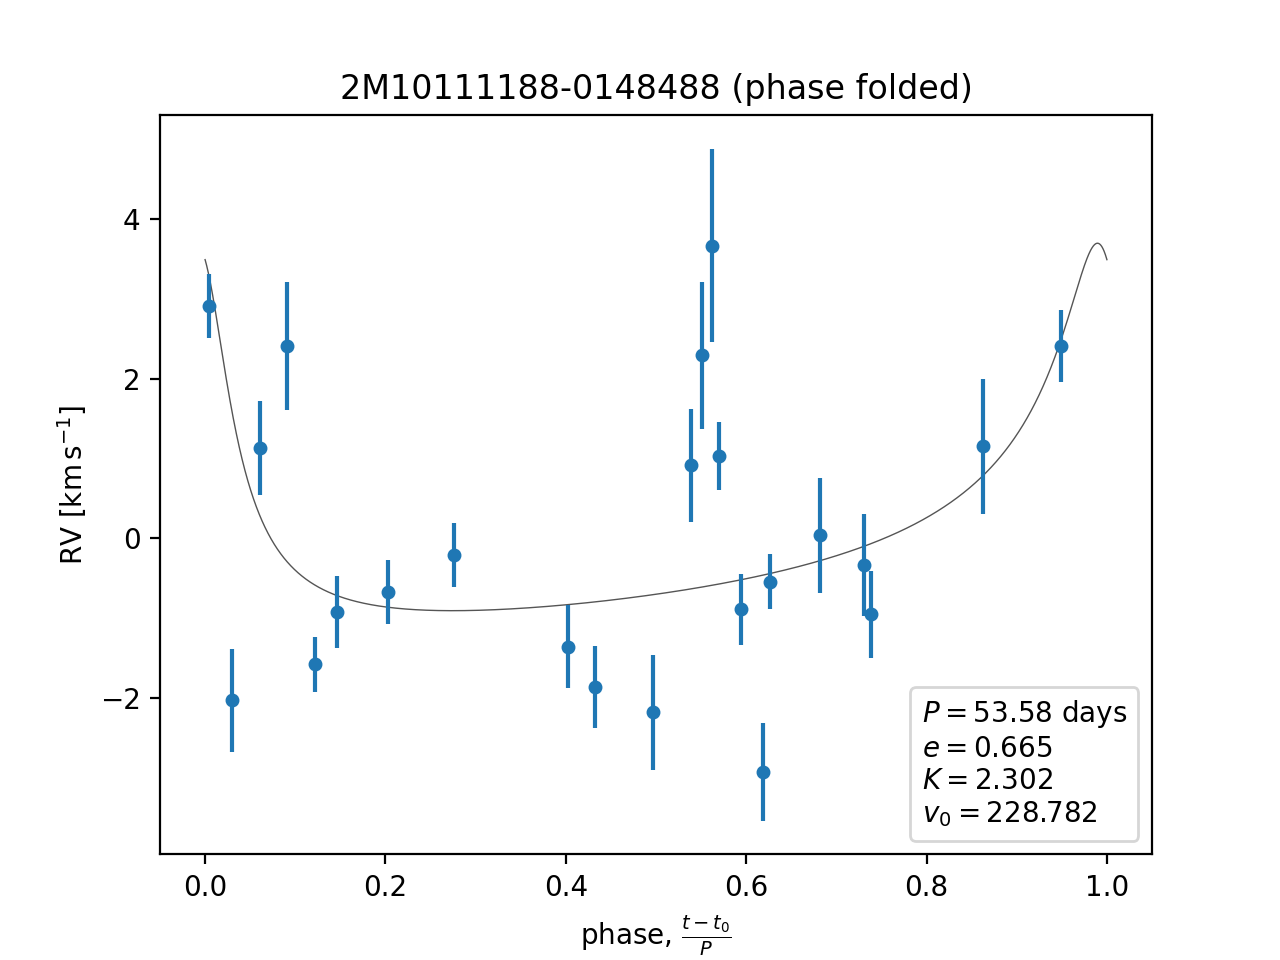 2M10111188-0148488 (phase folded)
RV [km s⁻¹]
4
2
0
−2
0.0 0.2 0.4 0.6 0.8 1.0
phase, (t − t₀)/P
P = 53.58 days
e = 0.665
K = 2.302
v₀ = 228.782